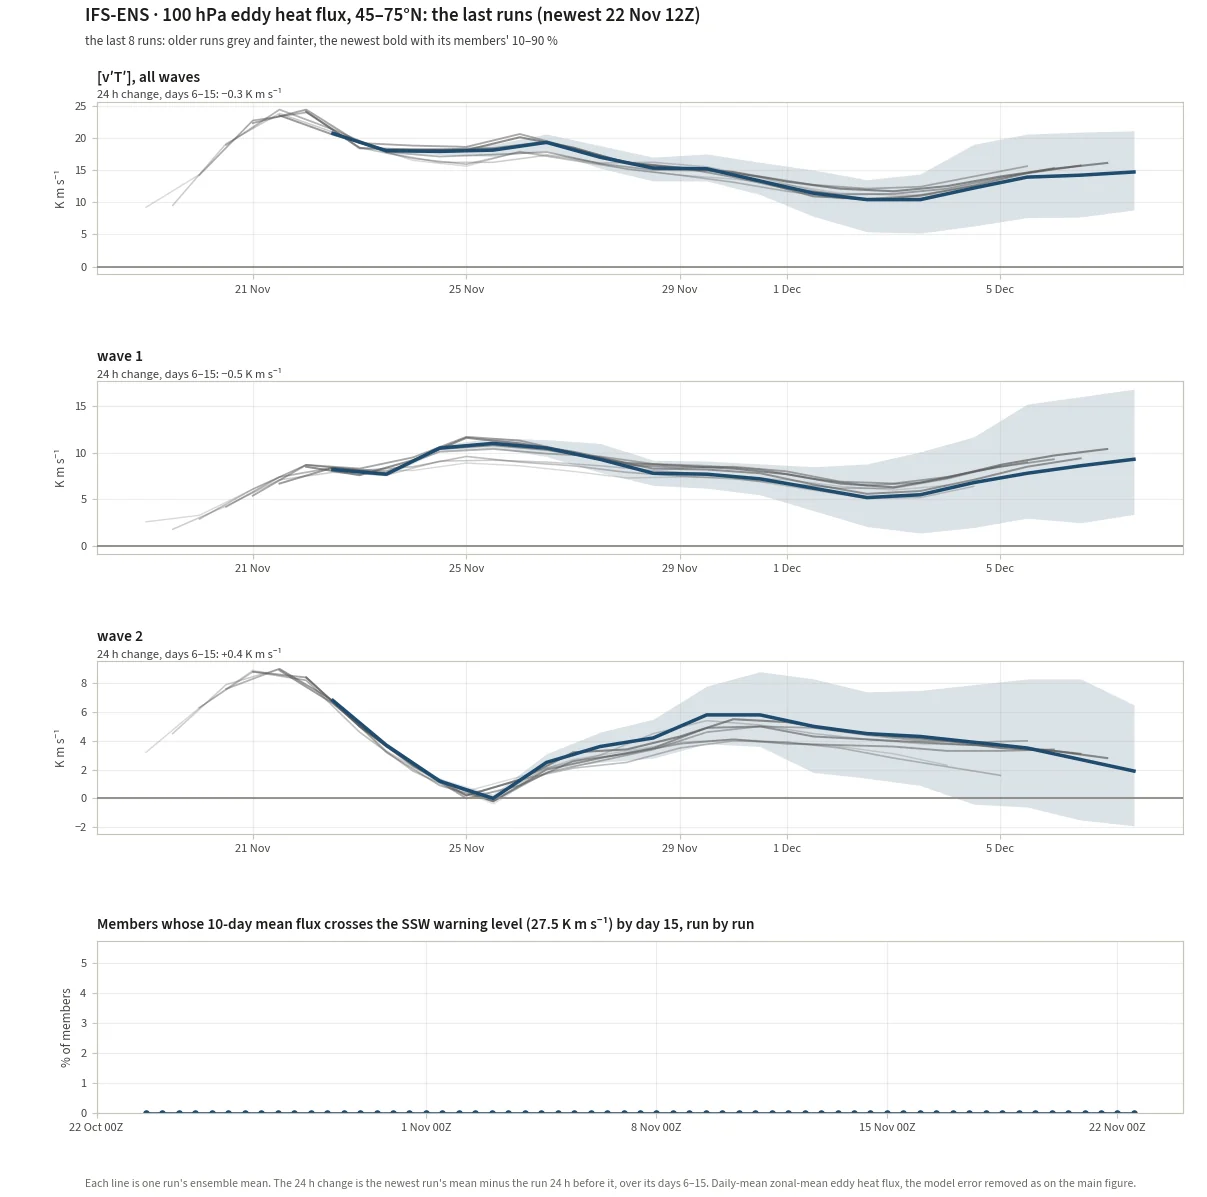 IFS-ENS · 100 hPa eddy heat flux, 45–75°N: the last runs (newest 22 Nov 12Z)
the last 8 runs: older runs grey and fainter, the newest bold with its members' 10–90 %
[v′T′], all waves
24 h change, days 6–15: −0.3 K m s⁻¹
25
20
15
10
5
0
K m s⁻¹
21 Nov
25 Nov
29 Nov
1 Dec
5 Dec
wave 1
24 h change, days 6–15: −0.5 K m s⁻¹
15
10
5
0
K m s⁻¹
21 Nov
25 Nov
29 Nov
1 Dec
5 Dec
wave 2
24 h change, days 6–15: +0.4 K m s⁻¹
8
6
4
2
0
−2
K m s⁻¹
21 Nov
25 Nov
29 Nov
1 Dec
5 Dec
Members whose 10-day mean flux crosses the SSW warning level (27.5 K m s⁻¹) by day 15, run by run
5
4
3
2
1
0
% of members
22 Oct 00Z
1 Nov 00Z
8 Nov 00Z
15 Nov 00Z
22 Nov 00Z
Each line is one run's ensemble mean. The 24 h change is the newest run's mean minus the run 24 h before it, over its days 6–15. Daily-mean zonal-mean eddy heat flux, the model error removed as on the main figure.